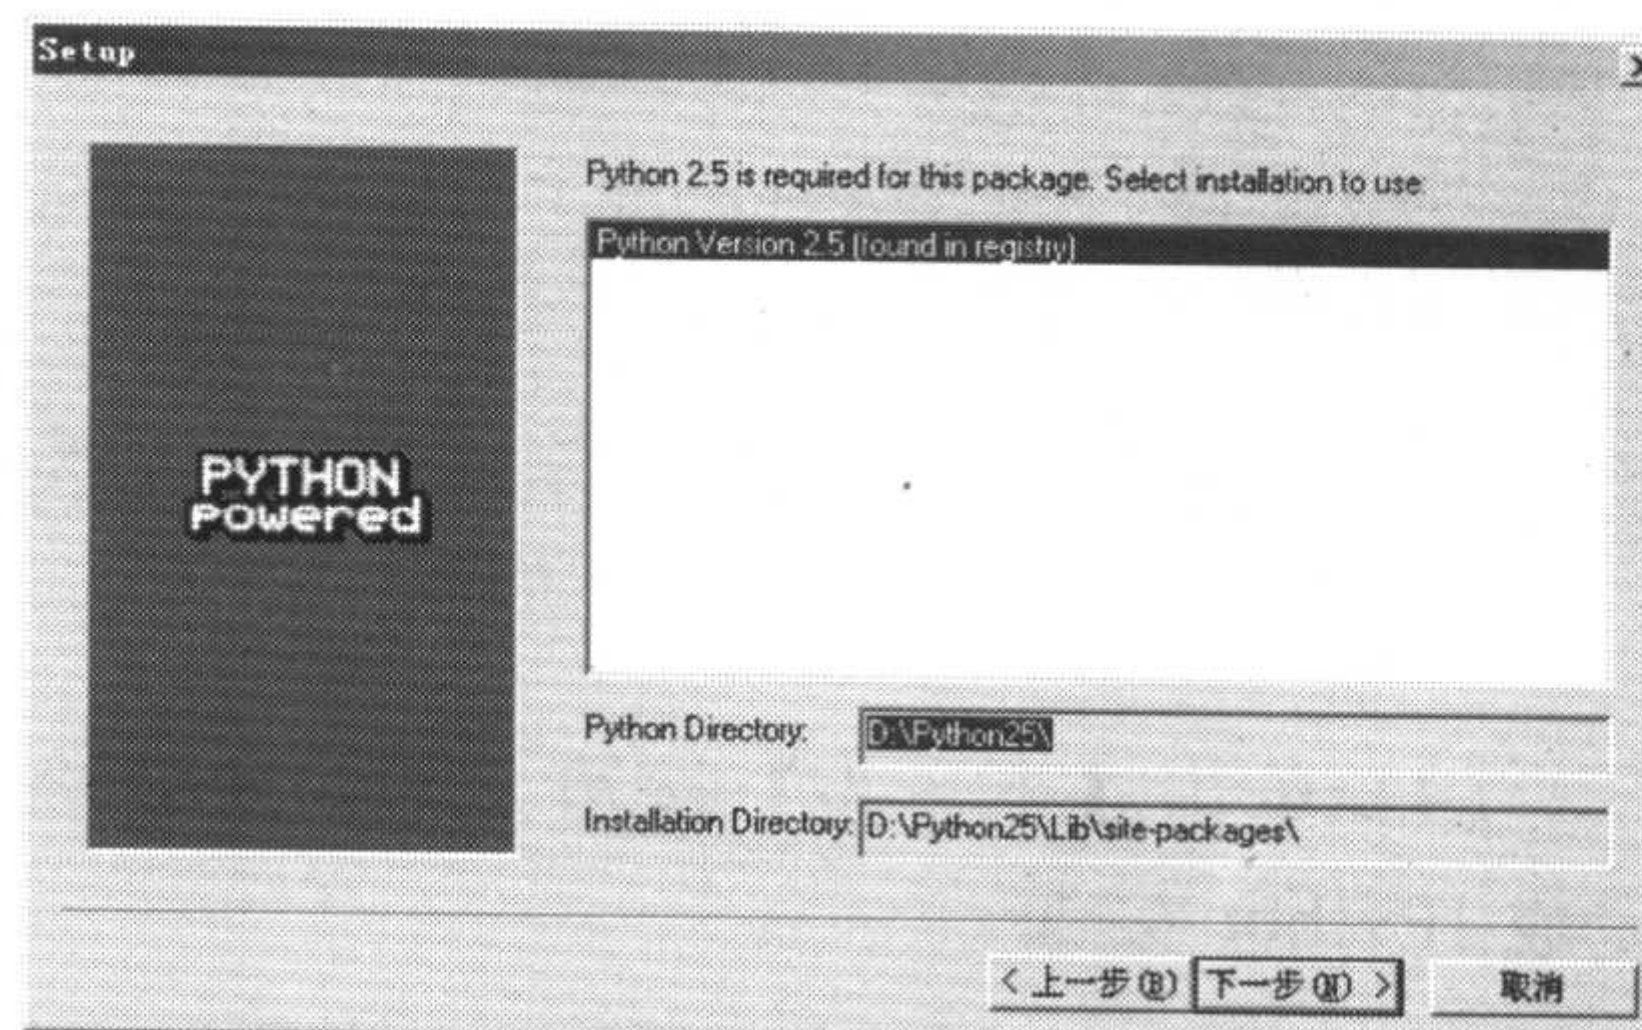 Setup
Python 2.5 is required for this package. Select installation to use:
Python Version 2.5 (found in registry)
PYTHON
powered
Python Directory: D:\Python25\
Installation Directory: D:\Python25\Lib\site-packages\
< 上一步(B) 下一步(N) > 取消